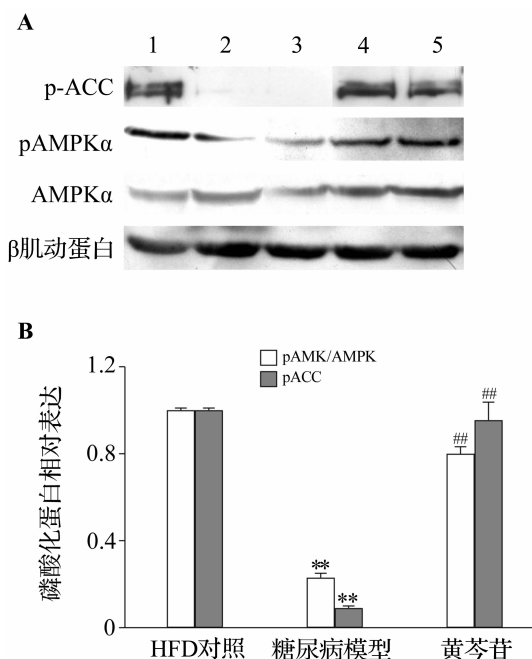 A
1 2 3 4 5
p-ACC
pAMPKα
AMPKα
β肌动蛋白
B
pAMK/AMPK
pACC
磷酸化蛋白相对表达
1.2
0.8
0.4
0
** **
## ##
HFD对照 糖尿病模型 黄芩苷